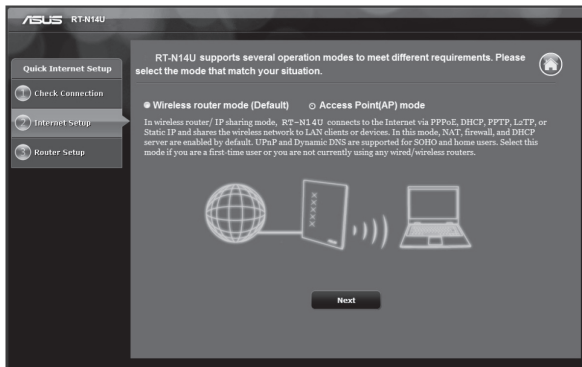 ASUS RT-N14U
Quick Internet Setup
1 Check Connection
2 Internet Setup
3 Router Setup
RT-N14U supports several operation modes to meet different requirements. Please
select the mode that match your situation.
Wireless router mode (Default) Access Point(AP) mode
In wireless router/ IP sharing mode, RT-N14U connects to the Internet via PPPoE, DHCP, PPTP, L2TP, or
Static IP and shares the wireless network to LAN clients or devices. In this mode, NAT, firewall, and DHCP
server are enabled by default. UPnP and Dynamic DNS are supported for SOHO and home users. Select this
mode if you are a first-time user or you are not currently using any wired/wireless routers.
Next